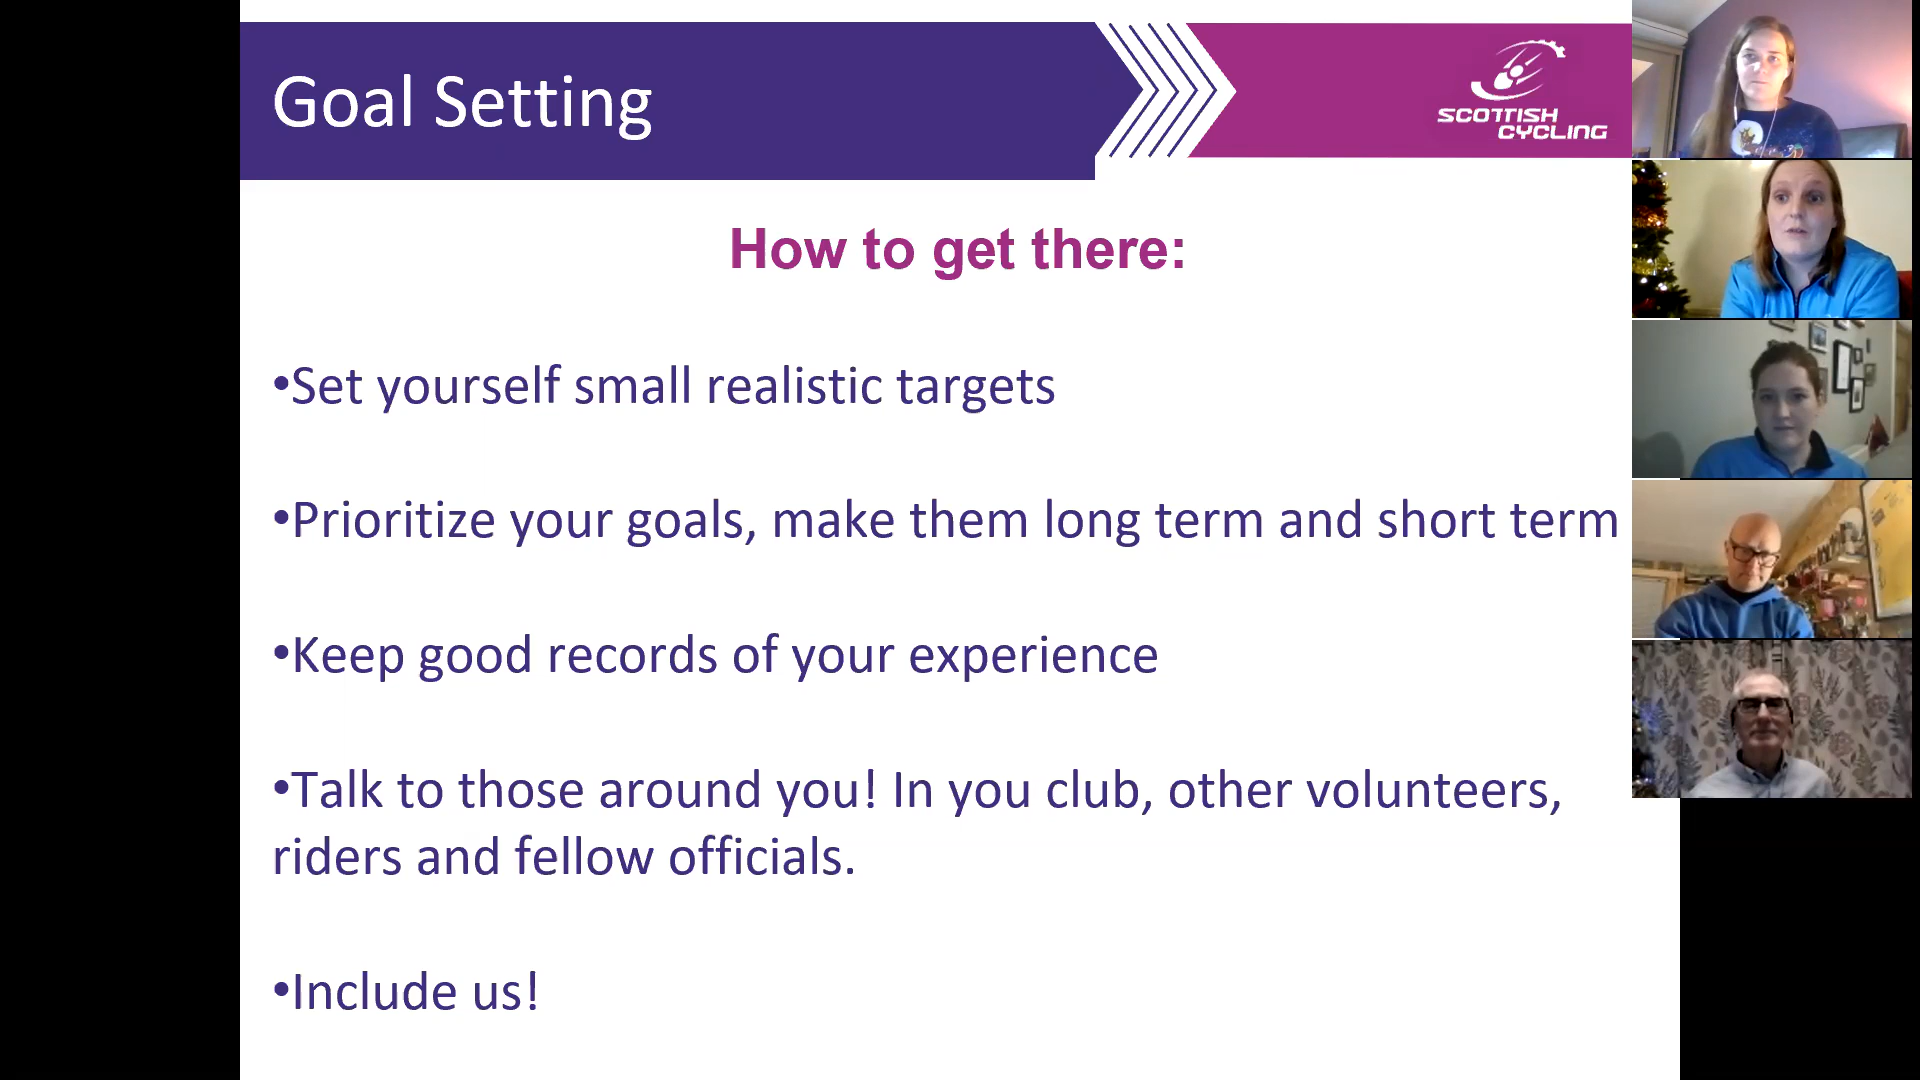 Goal Setting
SCOTTISH
CYCLING
How to get there:
•Set yourself small realistic targets
•Prioritize your goals, make them long term and short term
•Keep good records of your experience
•Talk to those around you! In you club, other volunteers,
riders and fellow officials.
•Include us!